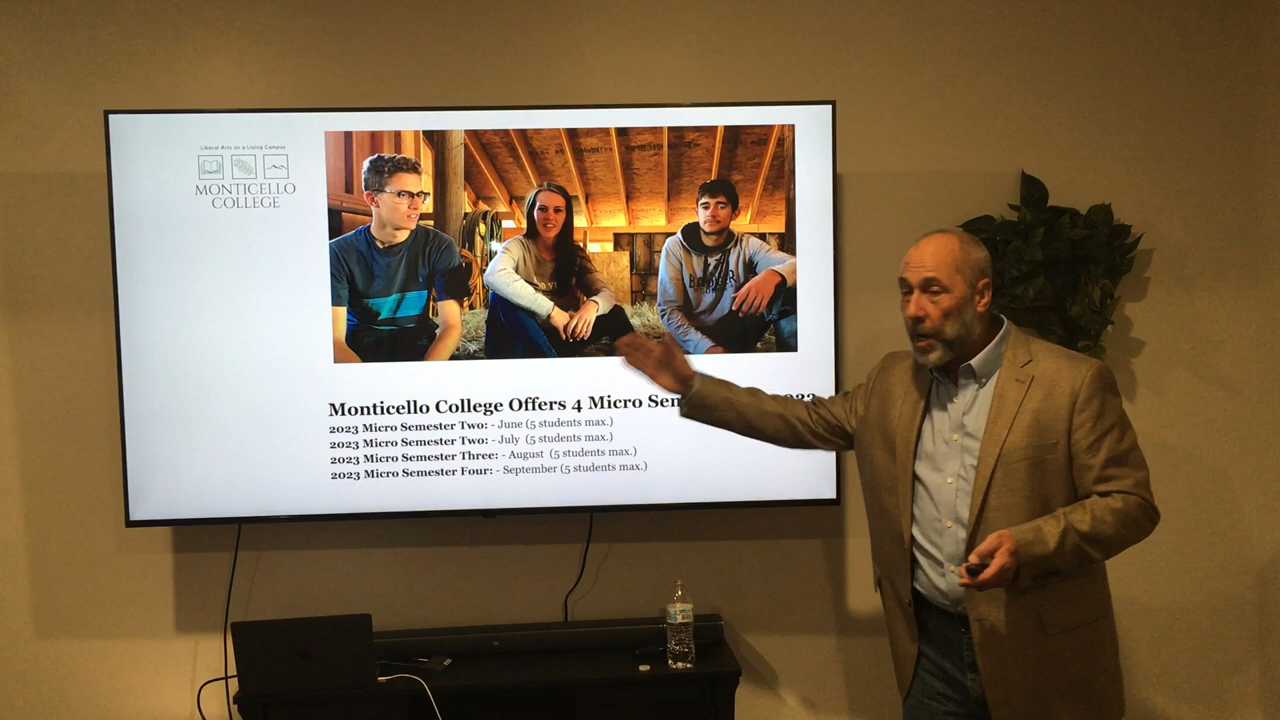 Liberal Arts on a Living Campus
MONTICELLO
COLLEGE
Monticello College Offers 4 Micro
2023 Micro Semester Two: - June (5 students max.)
2023 Micro Semester Two: - July (5 students max.)
2023 Micro Semester Three: - August (5 students max.)
2023 Micro Semester Four: - September (5 students max.)